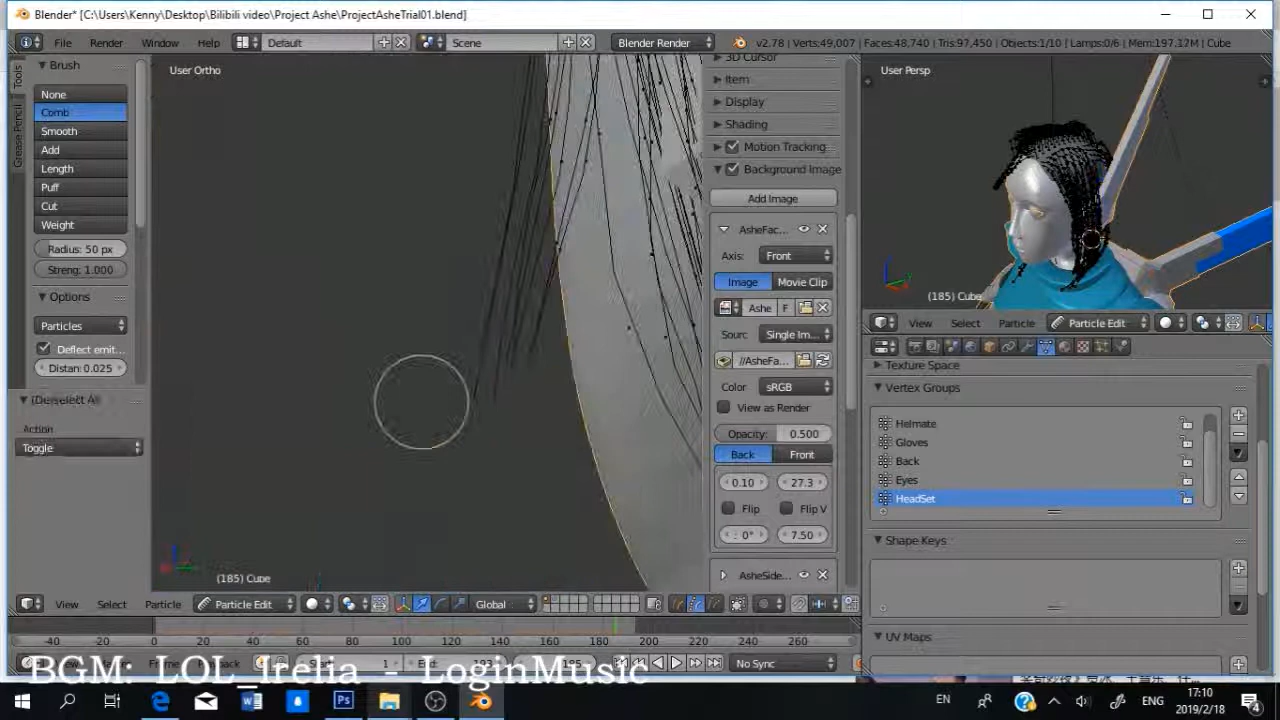 Blender* [C:\Users\Kenny\Desktop\Bilibili video\Project Ashe\ProjectAsheTrial01.blend]
File Render Window Help Default Scene Blender Render v2.78 | Verts:49,007 | Faces:48,740 | Tris:97,450 | Objects:1/10 | Lamps:0/6 | Mem:197.12M | Cube
Tools
Grease Pencil
Brush
None
Comb
Smooth
Add
Length
Puff
Cut
Weight
Radius: 50 px
Streng: 1.000
Options
Particles
Deflect emit...
Distan: 0.025
(De)select All
Action
Toggle
User Ortho
(185) Cube
3D Cursor
Item
Display
Shading
Motion Tracking
Background Image
Add Image
AsheFac...
Axis: Front
Image Movie Clip
Ashe F
Sourc: Single Im...
//AsheFa...
Color sRGB
View as Render
Opacity: 0.500
Back Front
0.10 27.3
Flip Flip V
: 0° 7.50
AsheSide...
View Select Particle Particle Edit Global
-40 -20 0 20 40 60 80 100 120 140 160 180 200 220 240 260
No Sync
User Persp
(185) Cube
View Select Particle Particle Edit
Texture Space
Vertex Groups
Helmate
Gloves
Back
Eyes
HeadSet
Shape Keys
UV Maps
BGM: LOL_Irelia - LoginMusic
EN ENG 17:10
2019/2/18